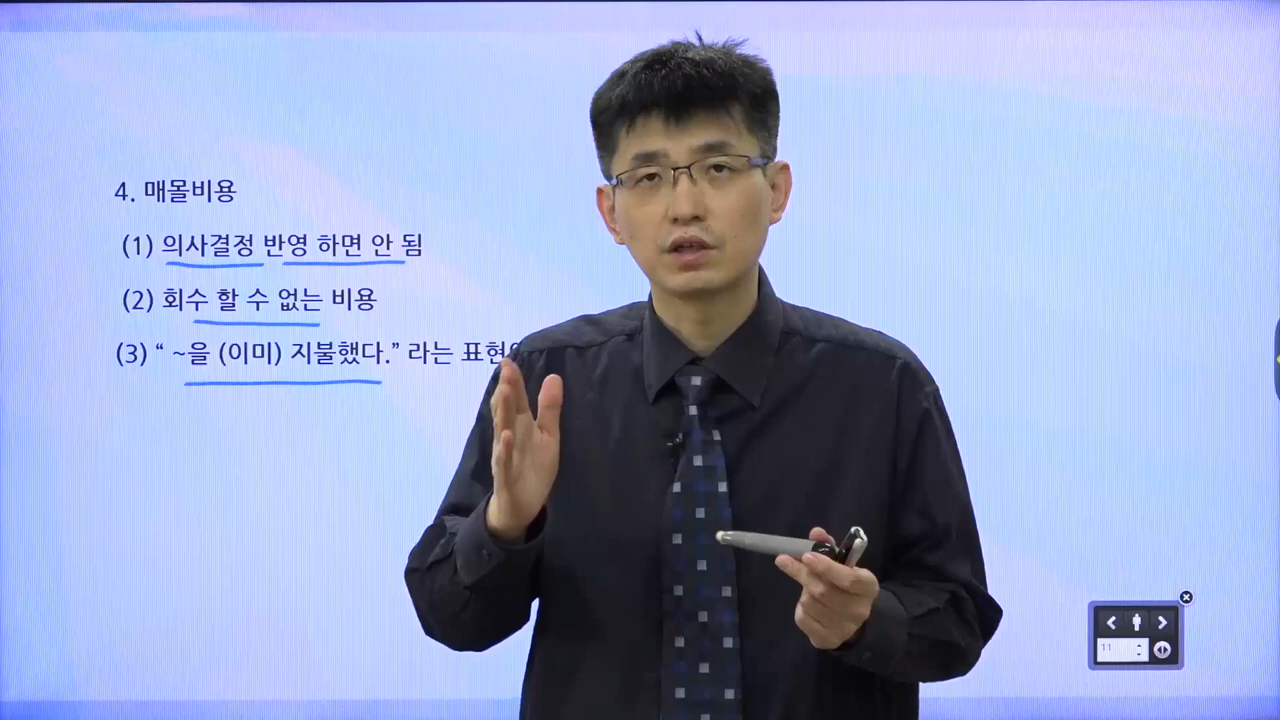 4. 매몰비용
(1) 의사결정 반영 하면 안 됨
(2) 회수 할 수 없는 비용
(3) “ ~을 (이미) 지불했다.” 라는 표현
11